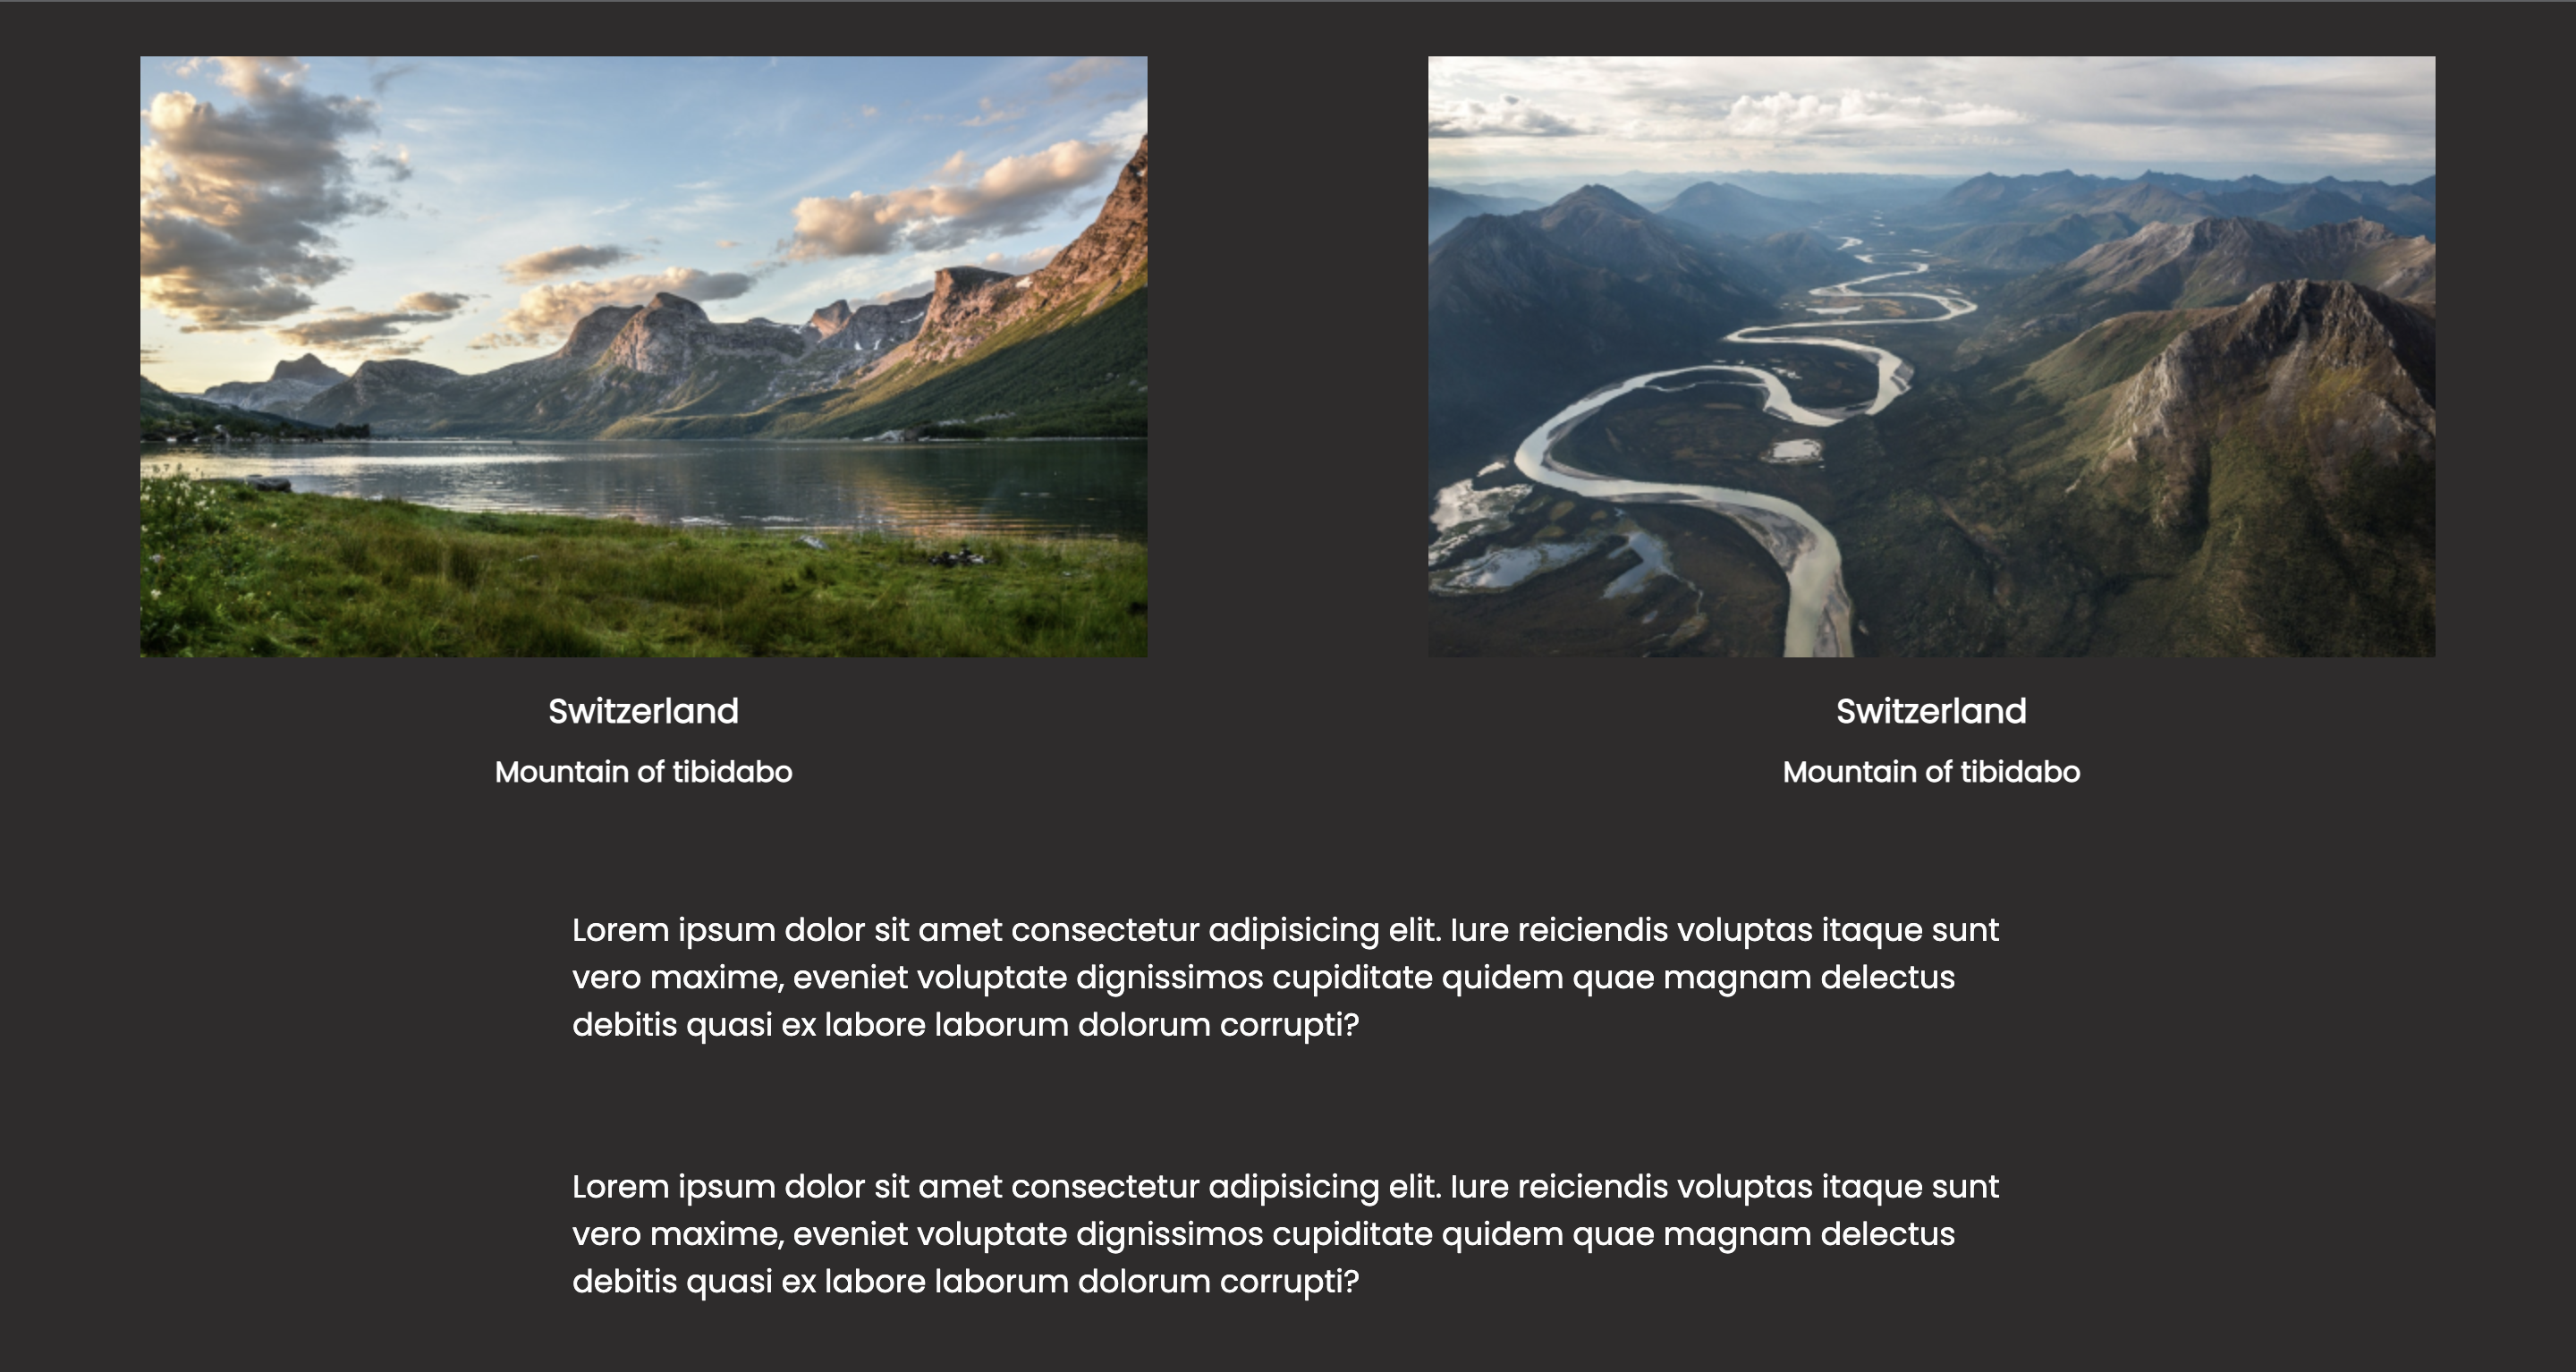 Switzerland
Mountain of tibidabo
Switzerland
Mountain of tibidabo
Lorem ipsum dolor sit amet consectetur adipisicing elit. Iure reiciendis voluptas itaque sunt
vero maxime, eveniet voluptate dignissimos cupiditate quidem quae magnam delectus
debitis quasi ex labore laborum dolorum corrupti?
Lorem ipsum dolor sit amet consectetur adipisicing elit. Iure reiciendis voluptas itaque sunt
vero maxime, eveniet voluptate dignissimos cupiditate quidem quae magnam delectus
debitis quasi ex labore laborum dolorum corrupti?